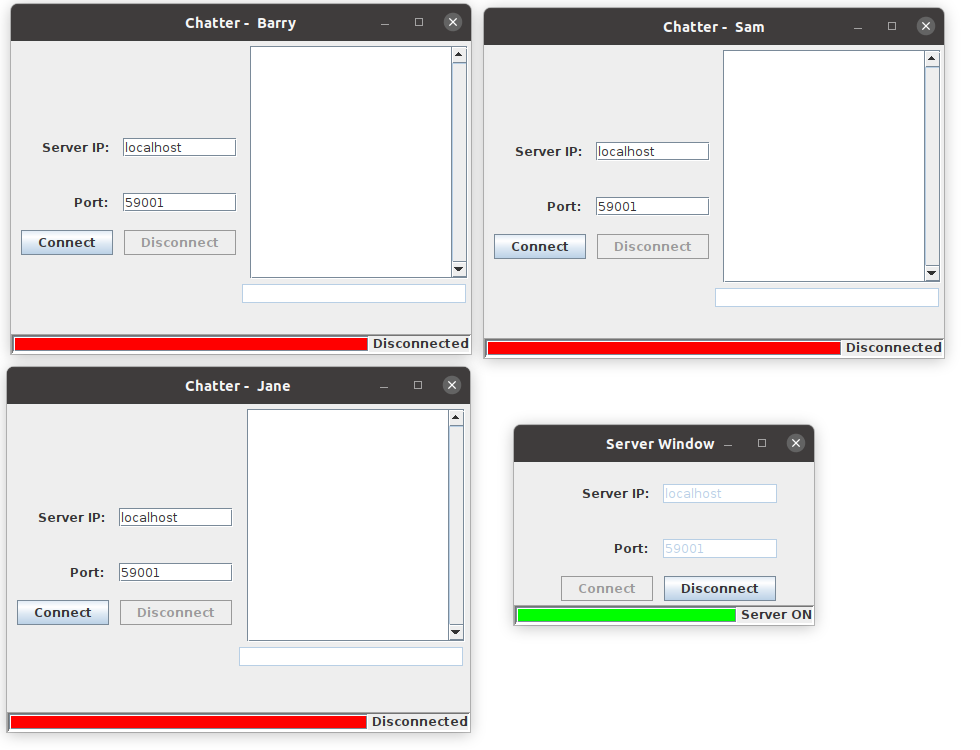 Chatter - Barry
Server IP: localhost
Port: 59001
Connect Disconnect
Disconnected
Chatter - Sam
Server IP: localhost
Port: 59001
Connect Disconnect
Disconnected
Chatter - Jane
Server IP: localhost
Port: 59001
Connect Disconnect
Disconnected
Server Window
Server IP: localhost
Port: 59001
Connect Disconnect
Server ON